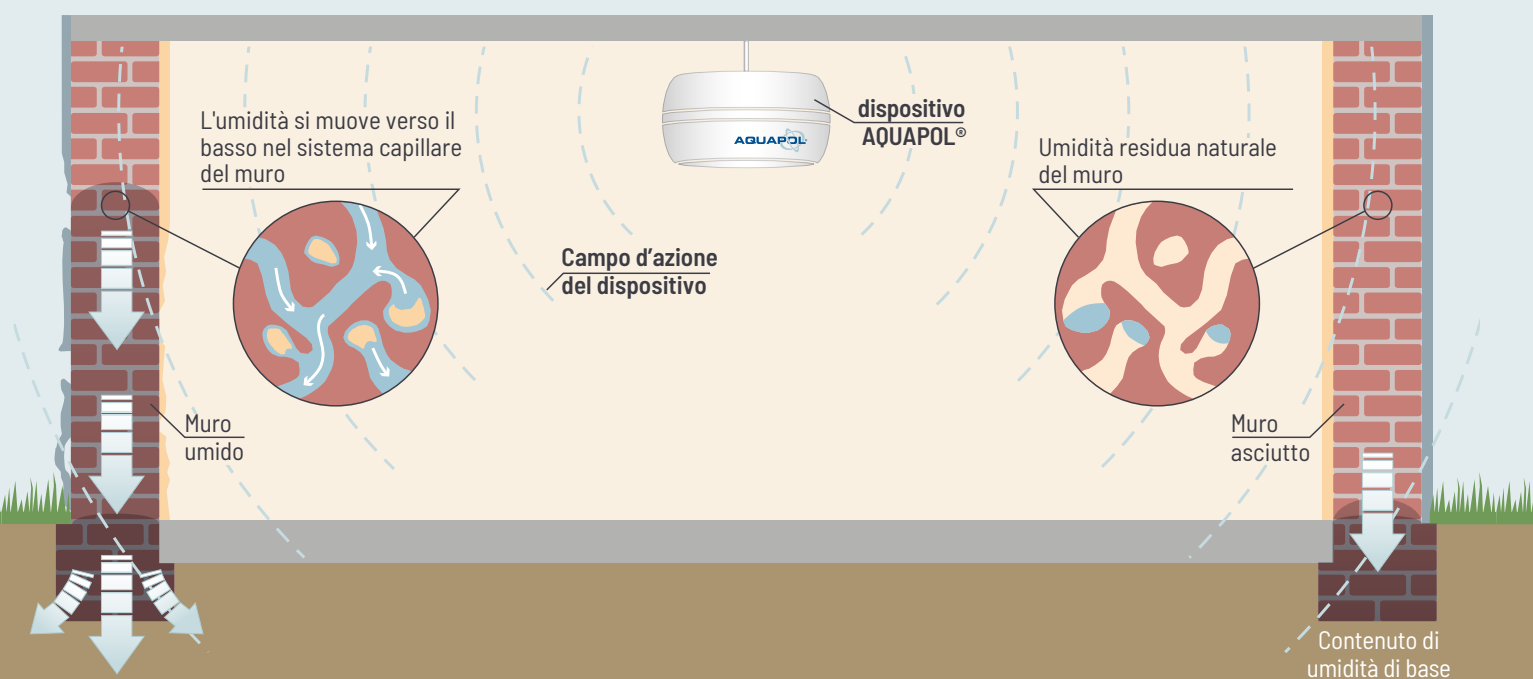 L'umidità si muove verso il
basso nel sistema capillare
del muro
AQUAPOL
dispositivo
AQUAPOL®
Umidità residua naturale
del muro
Campo d’azione
del dispositivo
Muro
umido
Muro
asciutto
Contenuto di
umidità di base